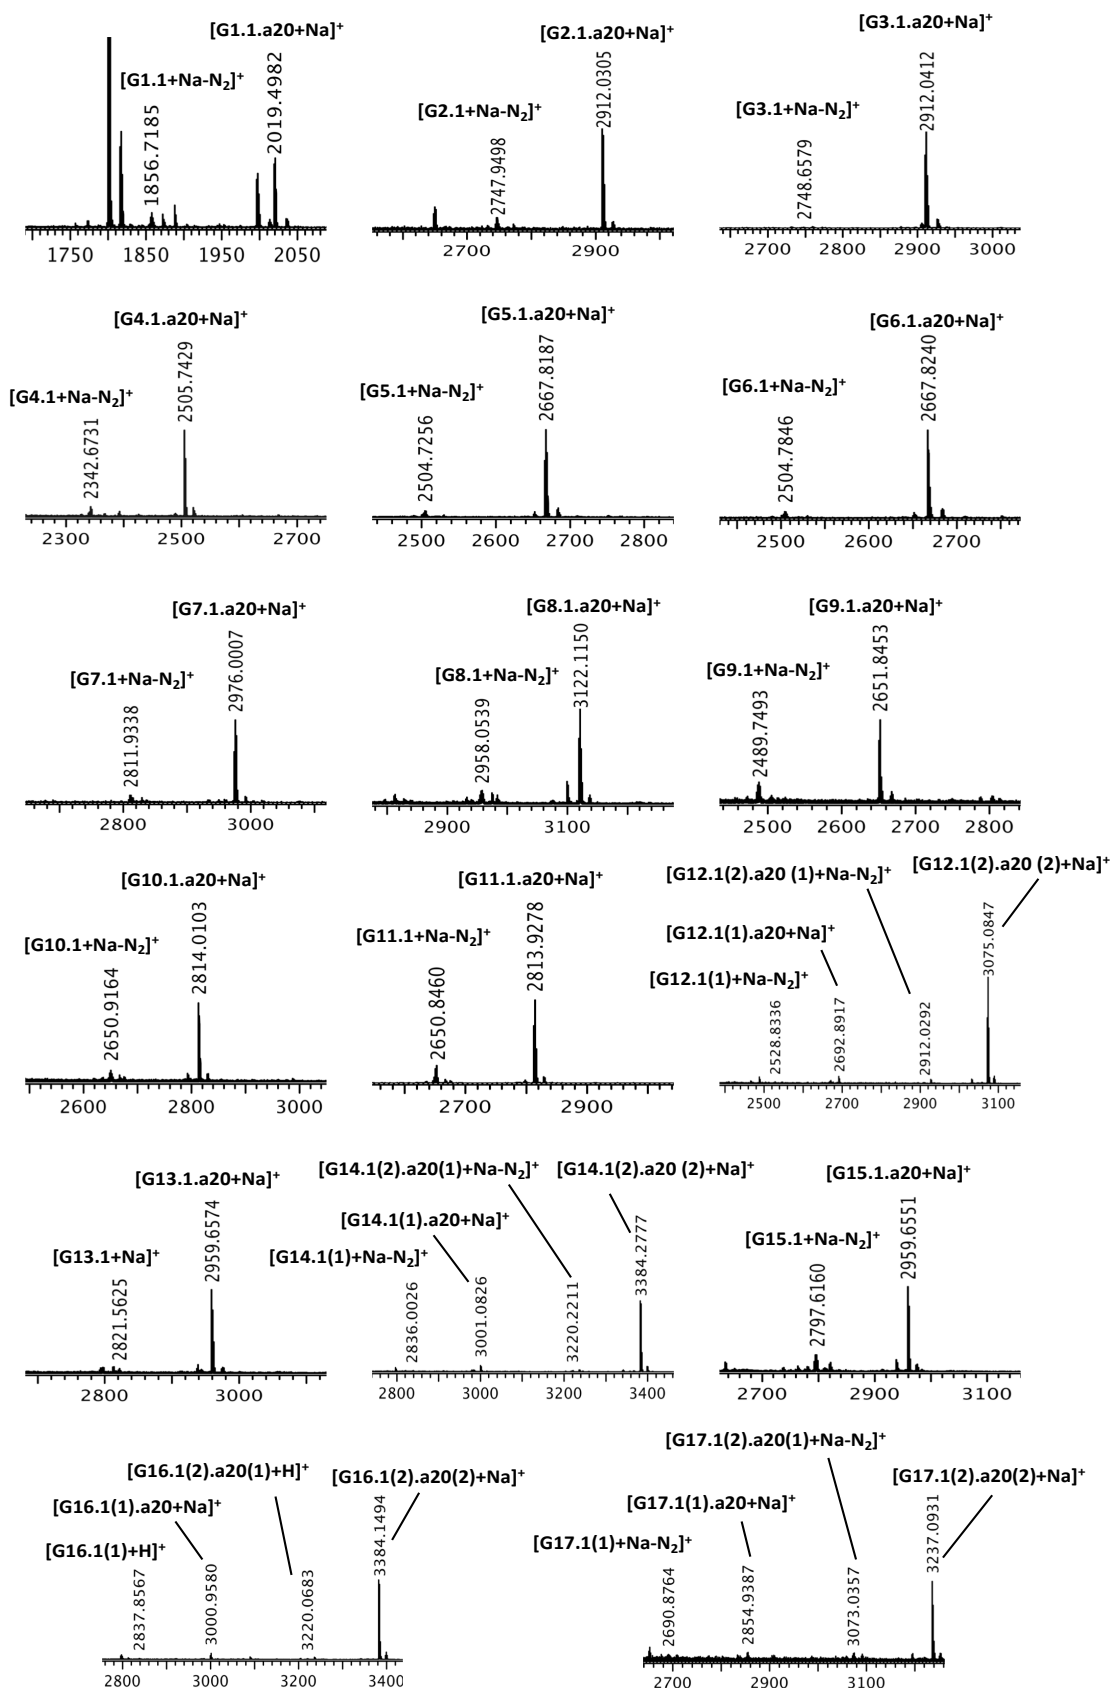 [G1.1.a20+Na]⁺
[G1.1+Na-N₂]⁺
1856.7185
2019.4982
1750 1850 1950 2050
[G2.1.a20+Na]⁺
[G2.1+Na-N₂]⁺
2747.9498
2912.0305
2700 2900
[G3.1.a20+Na]⁺
[G3.1+Na-N₂]⁺
2748.6579
2912.0412
2700 2800 2900 3000
[G4.1.a20+Na]⁺
[G4.1+Na-N₂]⁺
2342.6731
2505.7429
2300 2500 2700
[G5.1.a20+Na]⁺
[G5.1+Na-N₂]⁺
2504.7256
2667.8187
2500 2600 2700 2800
[G6.1.a20+Na]⁺
[G6.1+Na-N₂]⁺
2504.7846
2667.8240
2500 2600 2700
[G7.1.a20+Na]⁺
[G7.1+Na-N₂]⁺
2811.9338
2976.0007
2800 3000
[G8.1.a20+Na]⁺
[G8.1+Na-N₂]⁺
2958.0539
3122.1150
2900 3100
[G9.1.a20+Na]⁺
[G9.1+Na-N₂]⁺
2489.7493
2651.8453
2500 2600 2700 2800
[G10.1.a20+Na]⁺
[G10.1+Na-N₂]⁺
2650.9164
2814.0103
2600 2800 3000
[G11.1.a20+Na]⁺
[G11.1+Na-N₂]⁺
2650.8460
2813.9278
2700 2900
[G12.1(2).a20 (1)+Na-N₂]⁺
[G12.1(2).a20 (2)+Na]⁺
[G12.1(1).a20+Na]⁺
[G12.1(1)+Na-N₂]⁺
2528.8336
2692.8917
2912.0292
3075.0847
2500 2700 2900 3100
[G13.1.a20+Na]⁺
[G13.1+Na]⁺
2821.5625
2959.6574
2800 3000
[G14.1(2).a20(1)+Na-N₂]⁺
[G14.1(2).a20 (2)+Na]⁺
[G14.1(1).a20+Na]⁺
[G14.1(1)+Na-N₂]⁺
2836.0026
3001.0826
3220.2211
3384.2777
2800 3000 3200 3400
[G15.1.a20+Na]⁺
[G15.1+Na-N₂]⁺
2797.6160
2959.6551
2700 2900 3100
[G16.1(2).a20(1)+H]⁺
[G16.1(2).a20(2)+Na]⁺
[G16.1(1).a20+Na]⁺
[G16.1(1)+H]⁺
2837.8567
3000.9580
3220.0683
3384.1494
2800 3000 3200 3400
[G17.1(2).a20(1)+Na-N₂]⁺
[G17.1(2).a20(2)+Na]⁺
[G17.1(1).a20+Na]⁺
[G17.1(1)+Na-N₂]⁺
2690.8764
2854.9387
3073.0357
3237.0931
2700 2900 3100